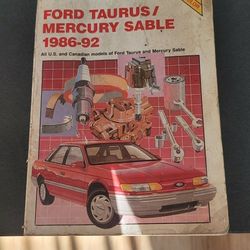 FORD TAURUS/
MERCURY SABLE
1986-92
All U.S. and Canadian models of Ford Taurus and Mercury Sable